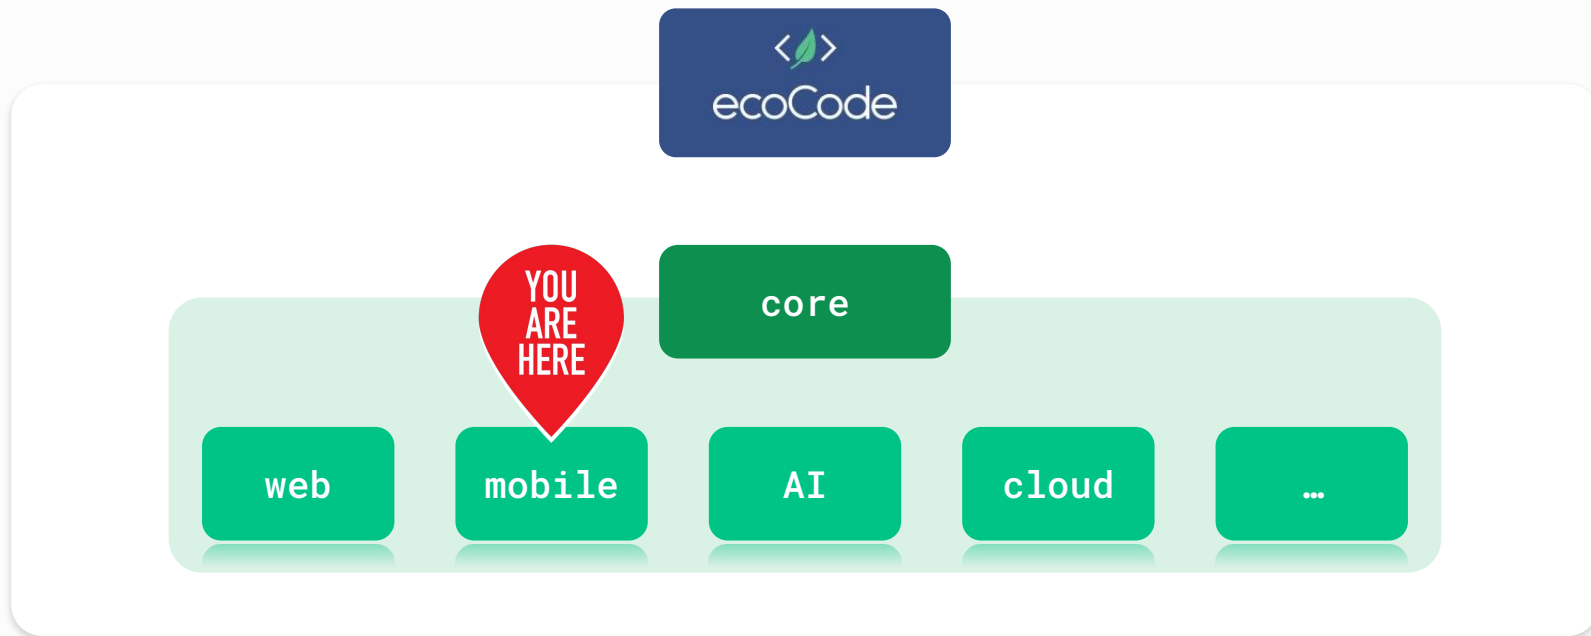 <> ecoCode
core
YOU
ARE
HERE
web
mobile
AI
cloud
…